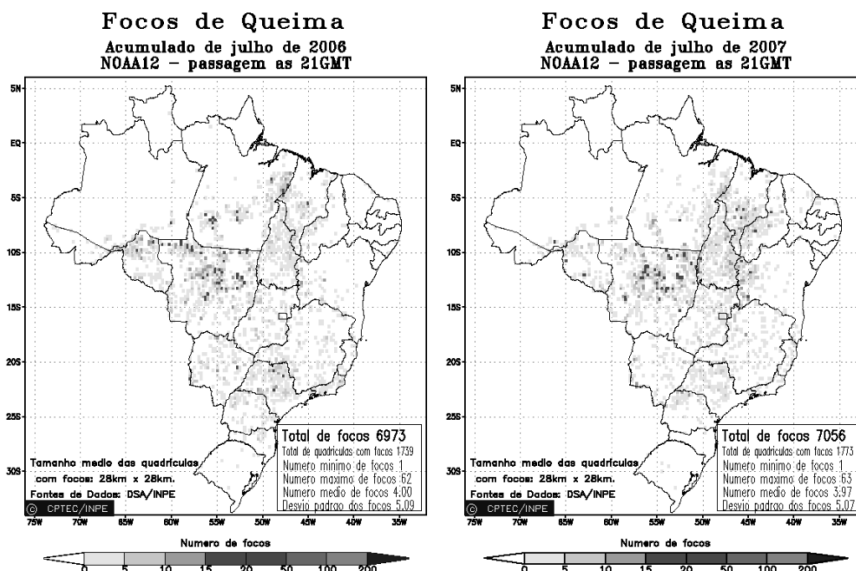 Focos de Queima
Acumulado de julho de 2006
NOAA12 – passagem as 21GMT
5N
EQ
5S
10S
15S
20S
25S
30S
Total de focos 6973
Total de quadrículas com focos 1739
Numero mínimo de focos 1
Numero maximo de focos 62
Numero medio de focos 4.00
Desvio padrao dos focos 5.09
Tamanho medio das quadrículas
com focos: 28km x 28km.
Fontes de Dados: DSA/INPE
© CPTEC/INPE
75W 70W 65W 60W 55W 50W 45W 40W 35W
Numero de focos
0 5 10 15 20 50 100 200
Focos de Queima
Acumulado de julho de 2007
NOAA12 – passagem as 21GMT
5N
EQ
5S
10S
15S
20S
25S
30S
Total de focos 7056
Total de quadrículas com focos 1773
Numero mínimo de focos 1
Numero maximo de focos 63
Numero medio de focos 3.97
Desvio padrao dos focos 5.07
Tamanho medio das quadrículas
com focos: 28km x 28km.
Fontes de Dados: DSA/INPE
© CPTEC/INPE
75W 70W 65W 60W 55W 50W 45W 40W 35W
Numero de focos
0 5 10 15 20 50 100 200